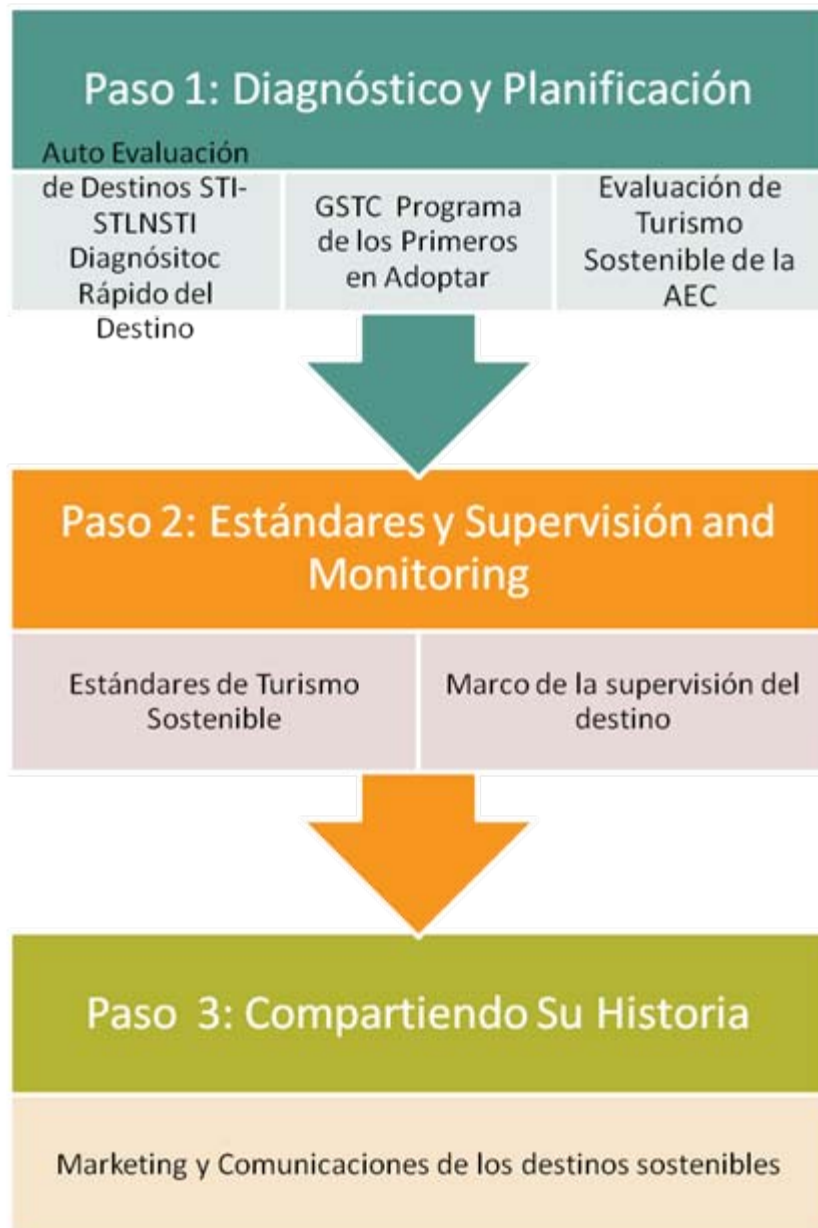 Paso 1: Diagnóstico y Planificación
Auto Evaluación
de Destinos STI-
STLNSTI
Diagnósitoc
Rápido del
Destino
GSTC Programa
de los Primeros
en Adoptar
Evaluación de
Turismo
Sostenible de la
AEC
Paso 2: Estándares y Supervisión and
Monitoring
Estándares de Turismo
Sostenible
Marco de la supervisión del
destino
Paso 3: Compartiendo Su Historia
Marketing y Comunicaciones de los destinos sostenibles